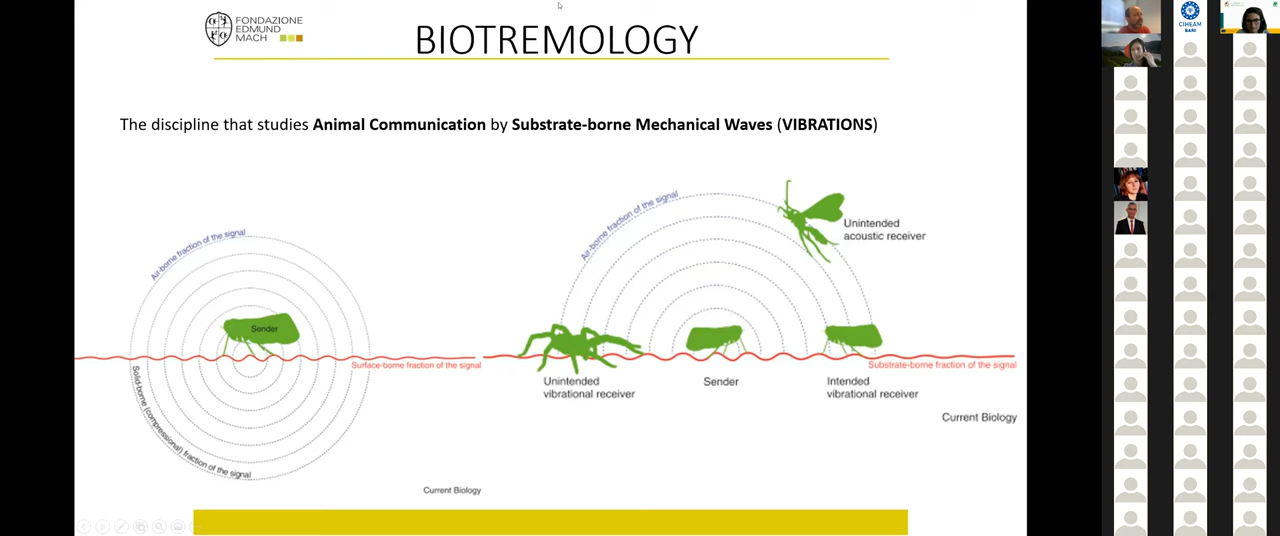 FONDAZIONE
EDMUND
MACH
BIOTREMOLOGY
The discipline that studies Animal Communication by Substrate-borne Mechanical Waves (VIBRATIONS)
Air-borne fraction of the signal
Sender
Surface-borne fraction of the signal
Solid-borne (compressional) fraction of the signal
Current Biology
Air-borne fraction of the signal
Unintended
acoustic receiver
Substrate-borne fraction of the signal
Unintended
vibrational receiver
Sender
Intended
vibrational receiver
Current Biology
CIHEAM
BARI